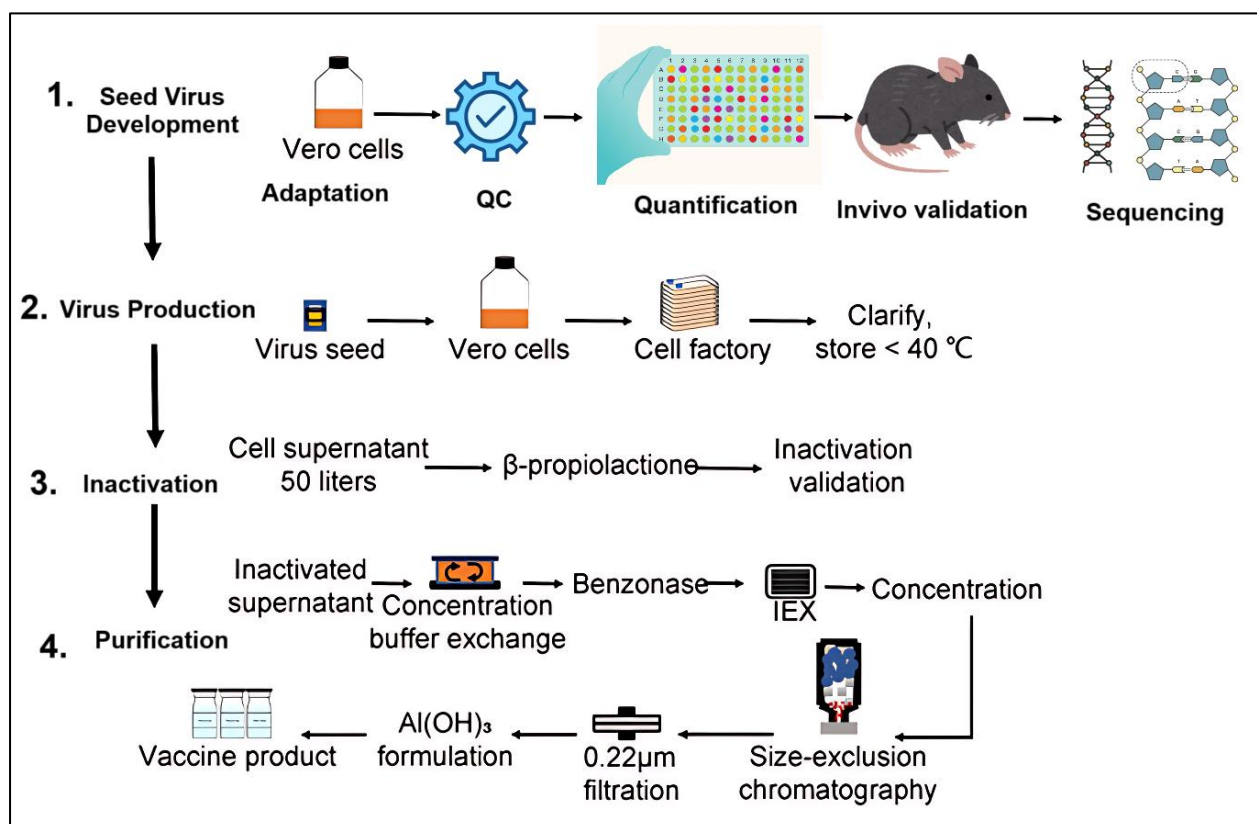 1. Seed Virus
Development
Vero cells
Adaptation
QC
Quantification
Invivo validation
Sequencing
2. Virus Production
Virus seed
Vero cells
Cell factory
Clarify,
store < 40 ℃
3. Inactivation
Cell supernatant
50 liters
β-propiolactione
Inactivation
validation
4. Purification
Inactivated
supernatant
Concentration
buffer exchange
Benzonase
IEX
Concentration
Size-exclusion
chromatography
0.22μm
filtration
Al(OH)₃
formulation
Vaccine product